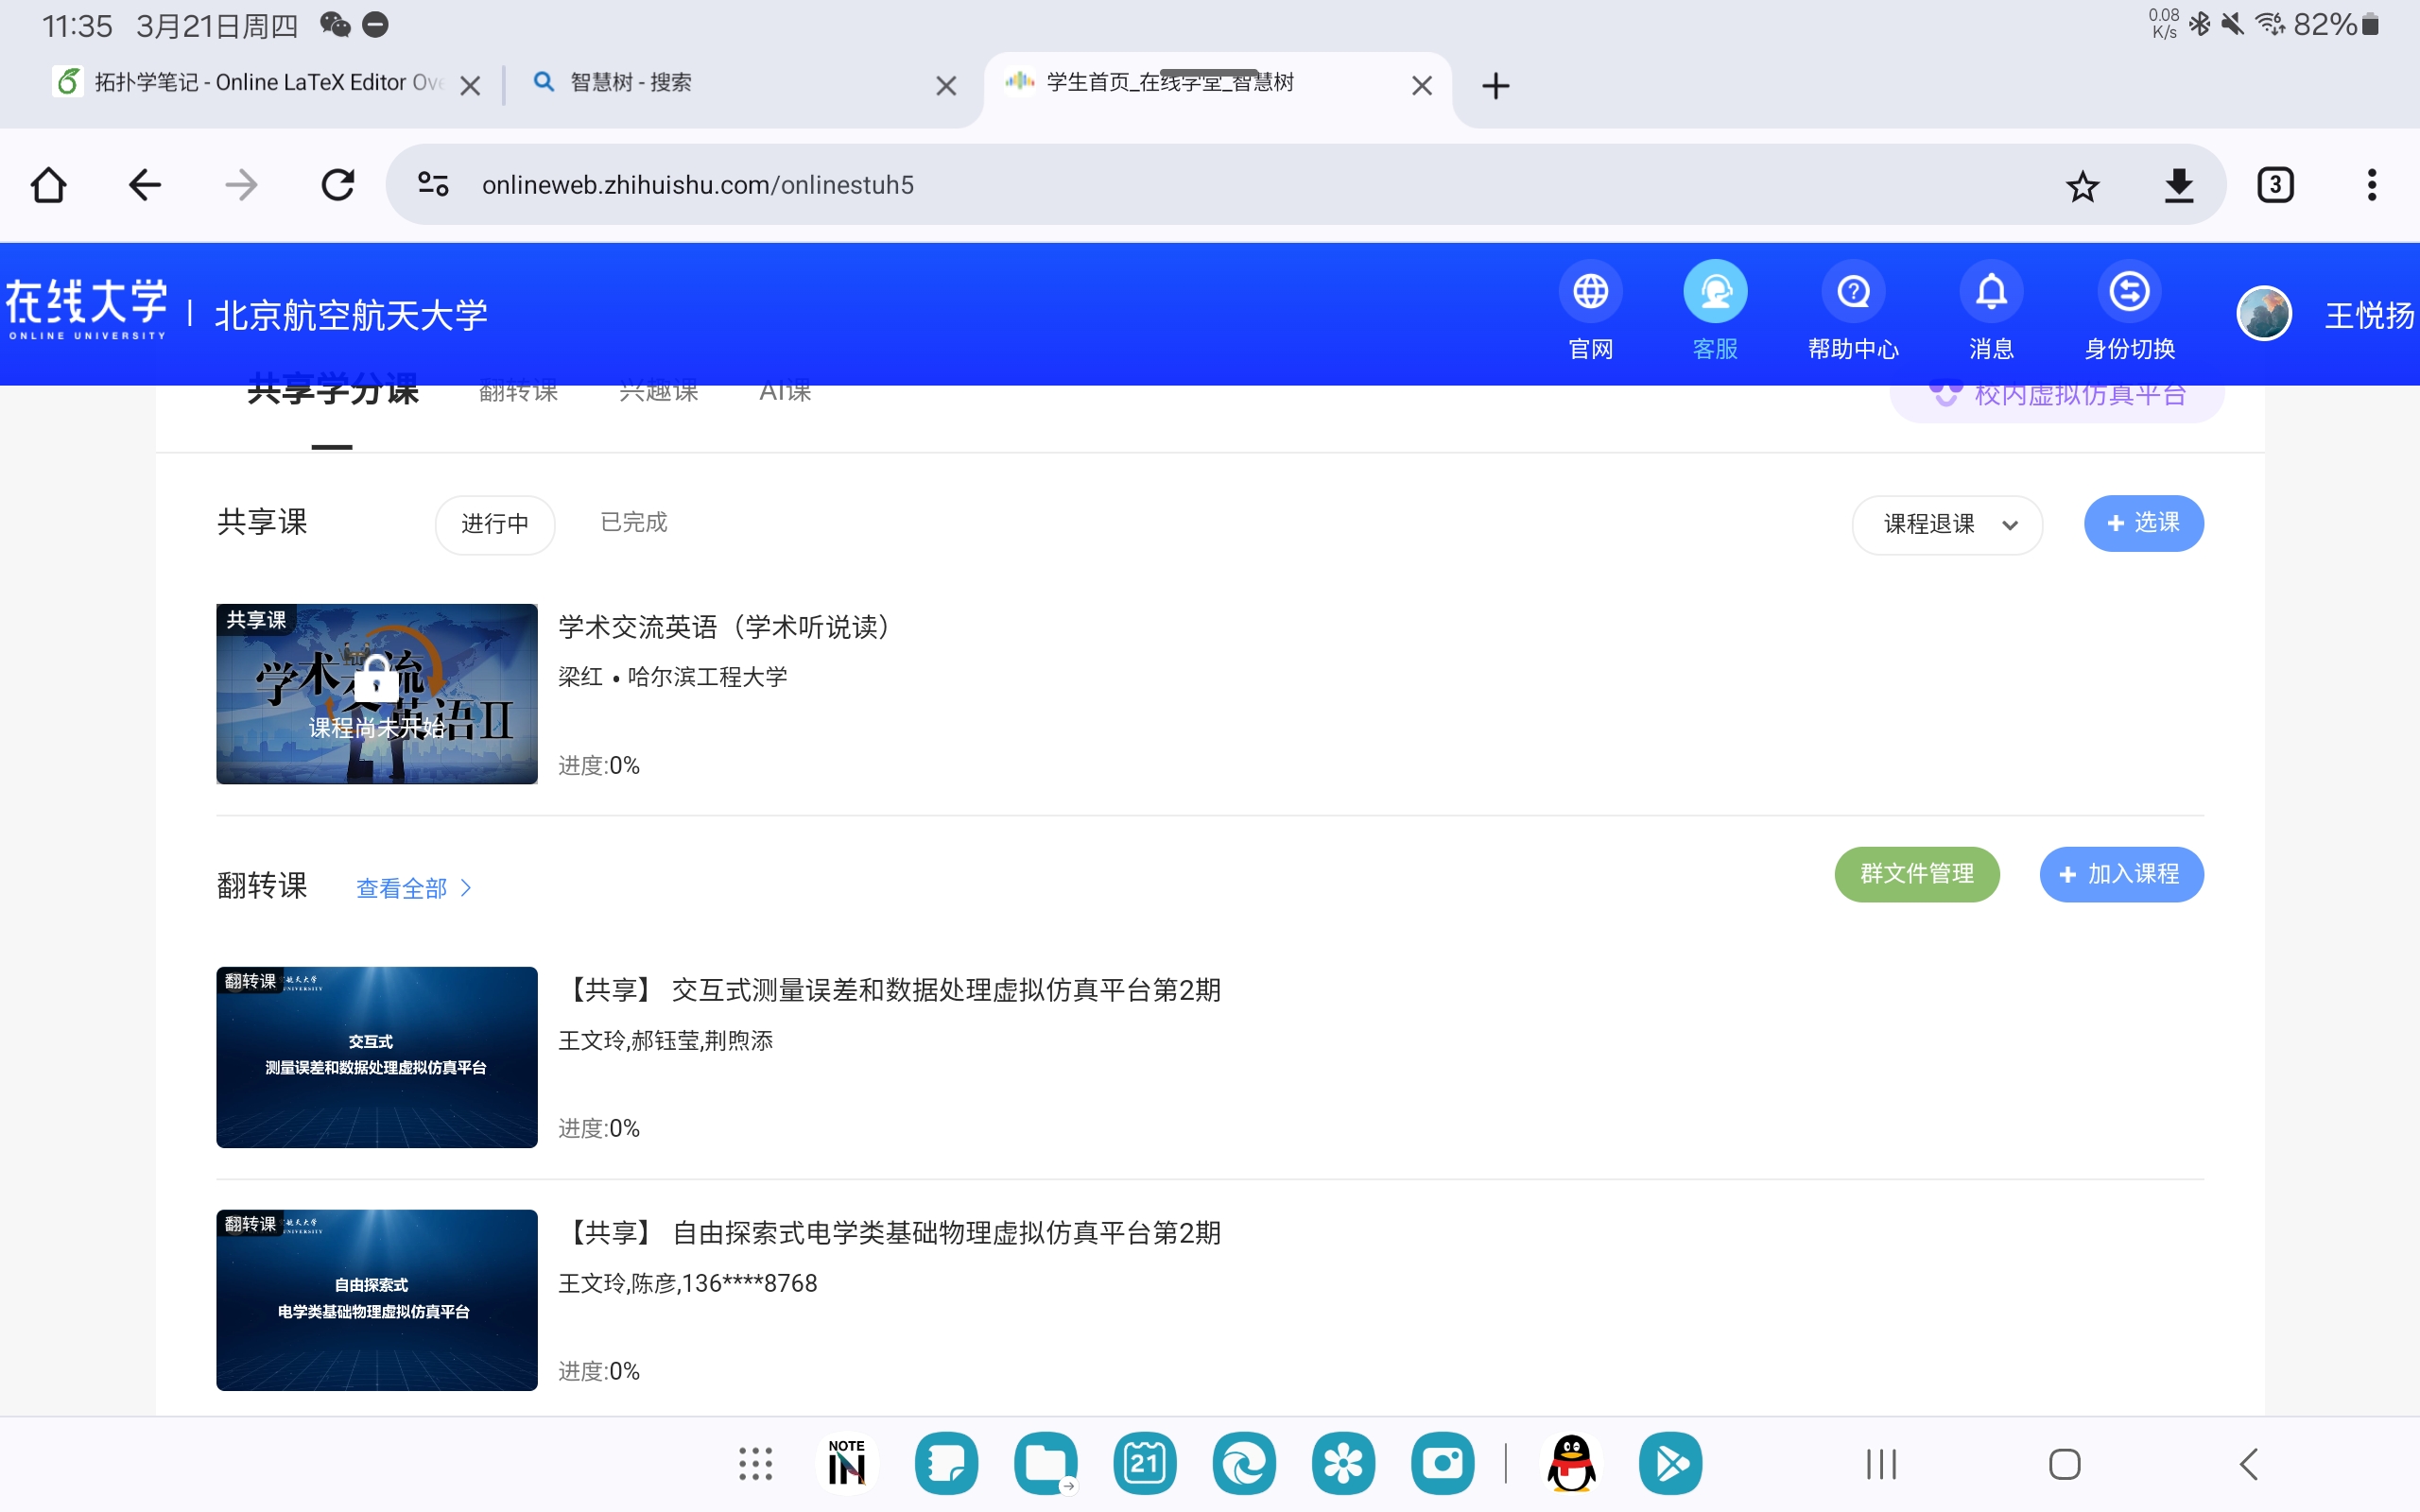 11:35 3月21日周四
0.08 K/s 82%
拓扑学笔记 - Online LaTeX Editor Ove
智慧树 - 搜索
学生首页_在线学堂_智慧树
onlineweb.zhihuishu.com/onlinestuh5
3
在线大学 ONLINE UNIVERSITY
北京航空航天大学
官网 客服 帮助中心 消息 身份切换 王悦扬
共享学分课 翻转课 兴趣课 AI课 校内虚拟仿真平台
共享课 进行中 已完成 课程退课 选课
共享课
学术交流英语II
课程尚未开始
学术交流英语（学术听说读）
梁红 • 哈尔滨工程大学
进度:0%
翻转课 查看全部 群文件管理 加入课程
翻转课
交互式
测量误差和数据处理虚拟仿真平台
【共享】 交互式测量误差和数据处理虚拟仿真平台第2期
王文玲,郝钰莹,荆煦添
进度:0%
翻转课
自由探索式
电学类基础物理虚拟仿真平台
【共享】 自由探索式电学类基础物理虚拟仿真平台第2期
王文玲,陈彦,136****8768
进度:0%
NOTE IN
21